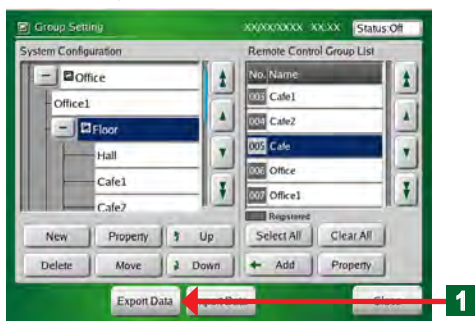 Group Setting XX/XX/XXXX XX:XX Status:Off
System Configuration
Office
Office1
Floor
Hall
Cafe1
Cafe2
New Property Up
Delete Move Down
Remote Control Group List
No. Name
003 Cafe1
004 Cafe2
005 Cafe
006 Office
007 Office1
Registered
Select All Clear All
Add Property
Export Data Close
1